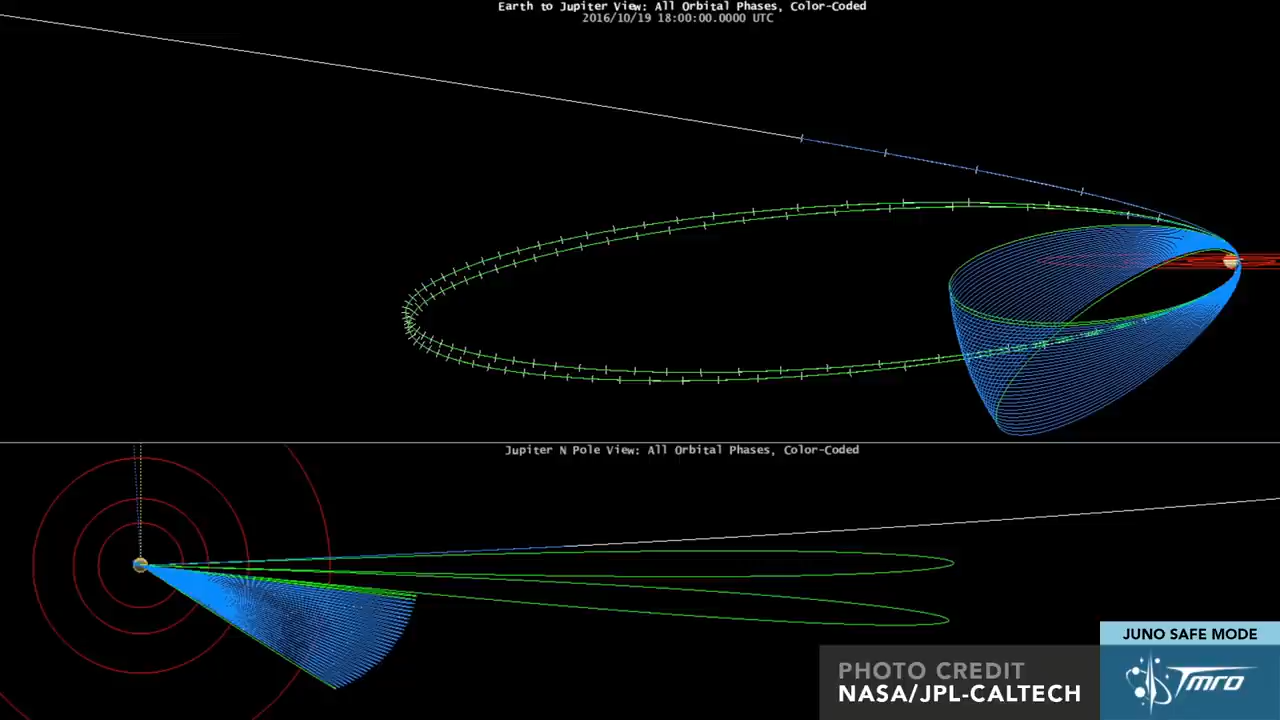 Earth to Jupiter View: All Orbital Phases, Color-Coded
2016/10/19 18:00:00.0000 UTC
Jupiter N Pole View: All Orbital Phases, Color-Coded
JUNO SAFE MODE
PHOTO CREDIT
NASA/JPL-CALTECH
TMRO